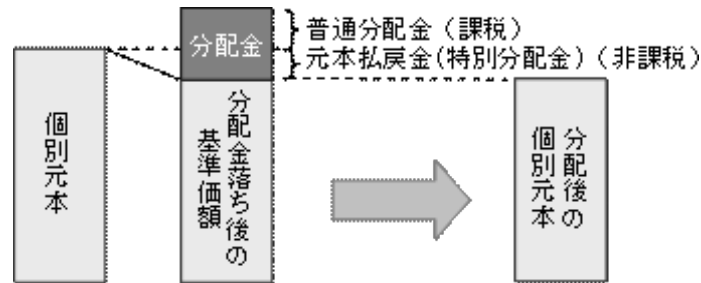 分配金
普通分配金（課税）
元本払戻金(特別分配金)（非課税）
個別元本
分配金落ち後の
基準価額
分配後の
個別元本